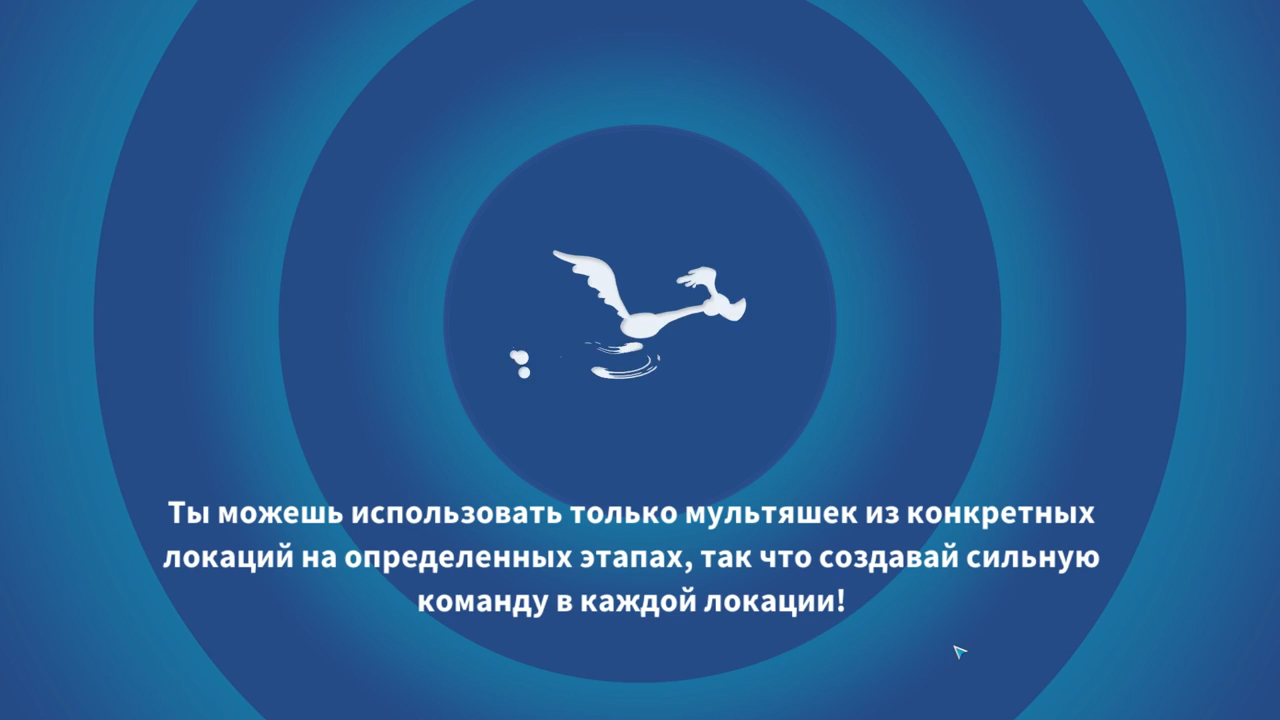 Ты можешь использовать только мультяшек из конкретных
локаций на определенных этапах, так что создавай сильную
команду в каждой локации!